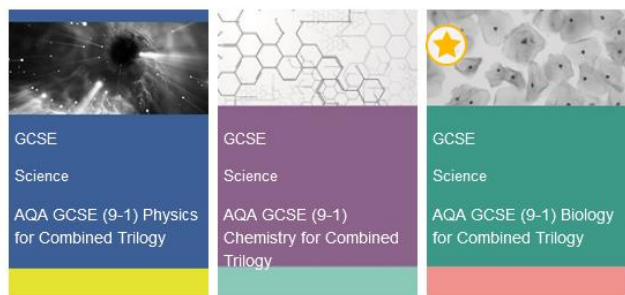 GCSE
Science
AQA GCSE (9-1) Physics
for Combined Trilogy
GCSE
Science
AQA GCSE (9-1)
Chemistry for Combined
Trilogy
GCSE
Science
AQA GCSE (9-1) Biology
for Combined Trilogy